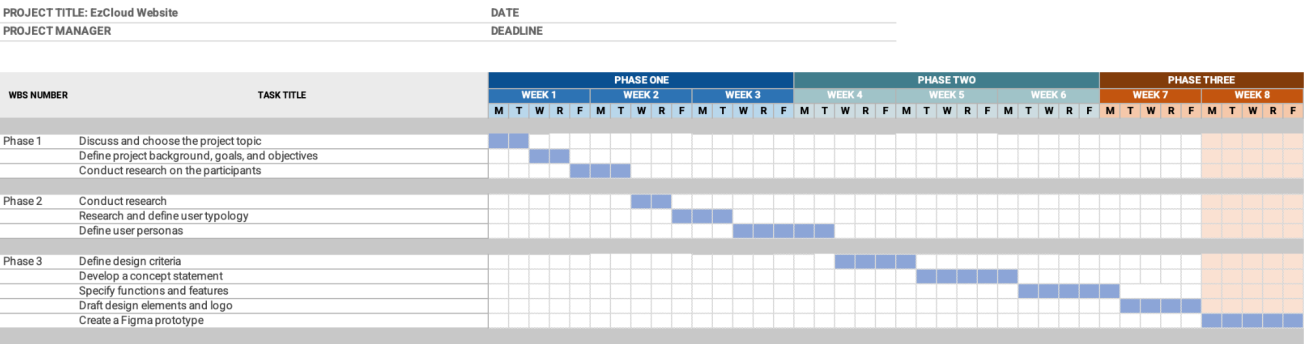 PROJECT TITLE: EzCloud Website DATE
PROJECT MANAGER DEADLINE
PHASE ONE PHASE TWO PHASE THREE
WBS NUMBER TASK TITLE WEEK 1 WEEK 2 WEEK 3 WEEK 4 WEEK 5 WEEK 6 WEEK 7 WEEK 8
M T W R F M T W R F M T W R F M T W R F M T W R F M T W R F M T W R F M T W R F
Phase 1 Discuss and choose the project topic
Define project background, goals, and objectives
Conduct research on the participants
Phase 2 Conduct research
Research and define user typology
Define user personas
Phase 3 Define design criteria
Develop a concept statement
Specify functions and features
Draft design elements and logo
Create a Figma prototype